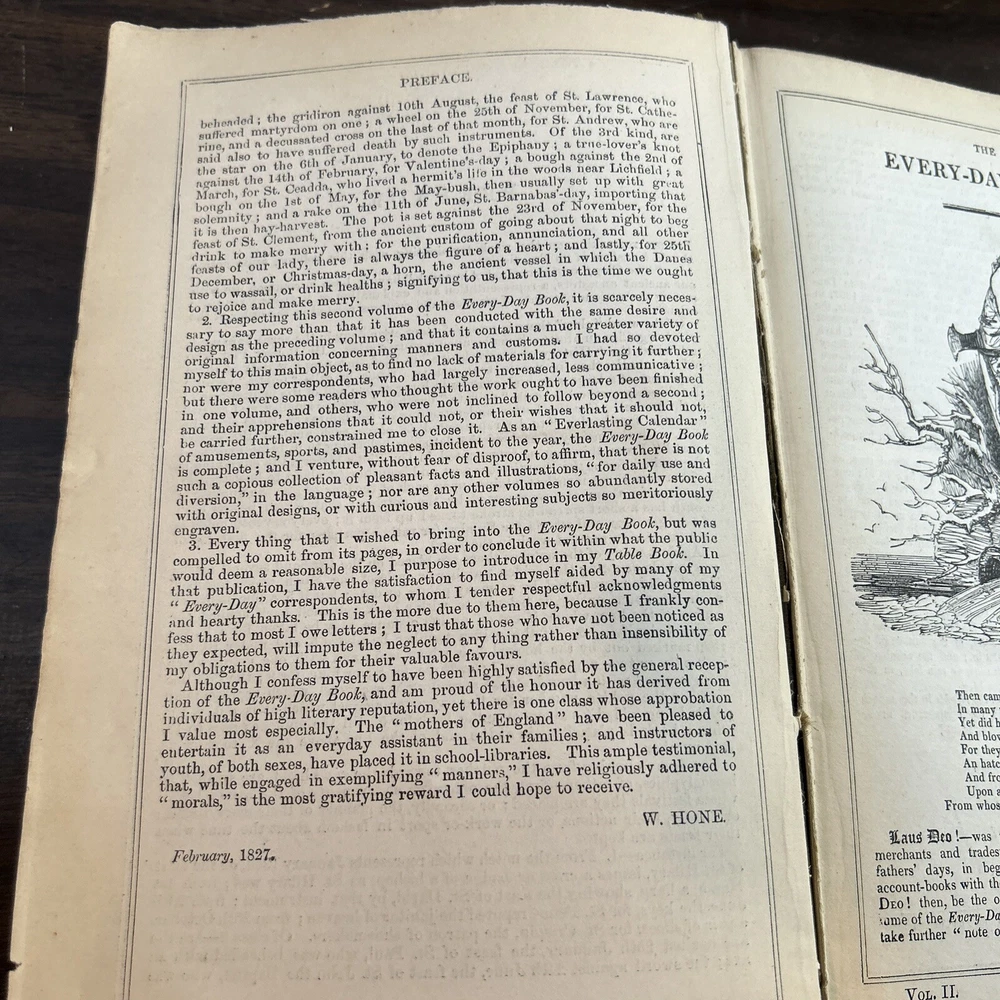 PREFACE.
beheaded; the gridiron against 10th August, the feast of St. Lawrence, who
suffered martyrdom on one; a wheel on the 25th of November, for St. Cathe-
rine, and a decussated cross on the last of that month, for St. Andrew, who are
said also to have suffered death by such instruments. Of the 3rd kind, are
the star on the 6th of January, to denote the Epiphany; a true-lover's knot
against the 14th of February, for Valentine's-day; a bough against the 2nd of
March, for St. Ceadda, who lived a hermit's life in the woods near Lichfield; a
bough on the 1st of May, for the May-bush, then usually set up with great
solemnity; and a rake on the 11th of June, St. Barnabas'-day, importing that
it is then hay-harvest. The pot is set against the 23rd of November, for the
feast of St. Clement, from the ancient custom of going about that night to beg
drink to make merry with: for the purification, annunciation, and all other
feasts of our lady, there is always the figure of a heart; and lastly, for 25th
December, or Christmas-day, a horn, the ancient vessel in which the Danes
use to wassail, or drink healths; signifying to us, that this is the time we ought
to rejoice and make merry.
2. Respecting this second volume of the Every-Day Book, it is scarcely neces-
sary to say more than that it has been conducted with the same desire and
design as the preceding volume; and that it contains a much greater variety of
original information concerning manners and customs. I had so devoted
myself to this main object, as to find no lack of materials for carrying it further;
nor were my correspondents, who had largely increased, less communicative;
but there were some readers who thought the work ought to have been finished
in one volume, and others, who were not inclined to follow beyond a second;
and their apprehensions that it could not, or their wishes that it should not,
be carried further, constrained me to close it. As an "Everlasting Calendar"
of amusements, sports, and pastimes, incident to the year, the Every-Day Book
is complete; and I venture, without fear of disproof, to affirm, that there is not
such a copious collection of pleasant facts and illustrations, "for daily use and
diversion," in the language; nor are any other volumes so abundantly stored
with original designs, or with curious and interesting subjects so meritoriously
engraven.
3. Every thing that I wished to bring into the Every-Day Book, but was
compelled to omit from its pages, in order to conclude it within what the public
would deem a reasonable size, I purpose to introduce in my Table Book. In
that publication, I have the satisfaction to find myself aided by many of my
"Every-Day" correspondents, to whom I tender respectful acknowledgments
and hearty thanks. This is the more due to them here, because I frankly con-
fess that to most I owe letters; I trust that those who have not been noticed as
they expected, will impute the neglect to any thing rather than insensibility of
my obligations to them for their valuable favours.
Although I confess myself to have been highly satisfied by the general recep-
tion of the Every-Day Book, and am proud of the honour it has derived from
individuals of high literary reputation, yet there is one class whose approbation
I value most especially. The "mothers of England" have been pleased to
entertain it as an everyday assistant in their families; and instructors of
youth, of both sexes, have placed it in school-libraries. This ample testimonial,
that, while engaged in exemplifying "manners," I have religiously adhered to
"morals," is the most gratifying reward I could hope to receive.
W. HONE.
February, 1827.
THE
EVERY-DA
Then cam
In many
Yet did h
And blow
For they
An hatc
And fro
Upon a
From whos
Laus Deo!—was
merchants and trades
fathers' days, in beg
account-books with th
DEO! then, be the o
some of the Every-Da
take further "note o
VOL. II.